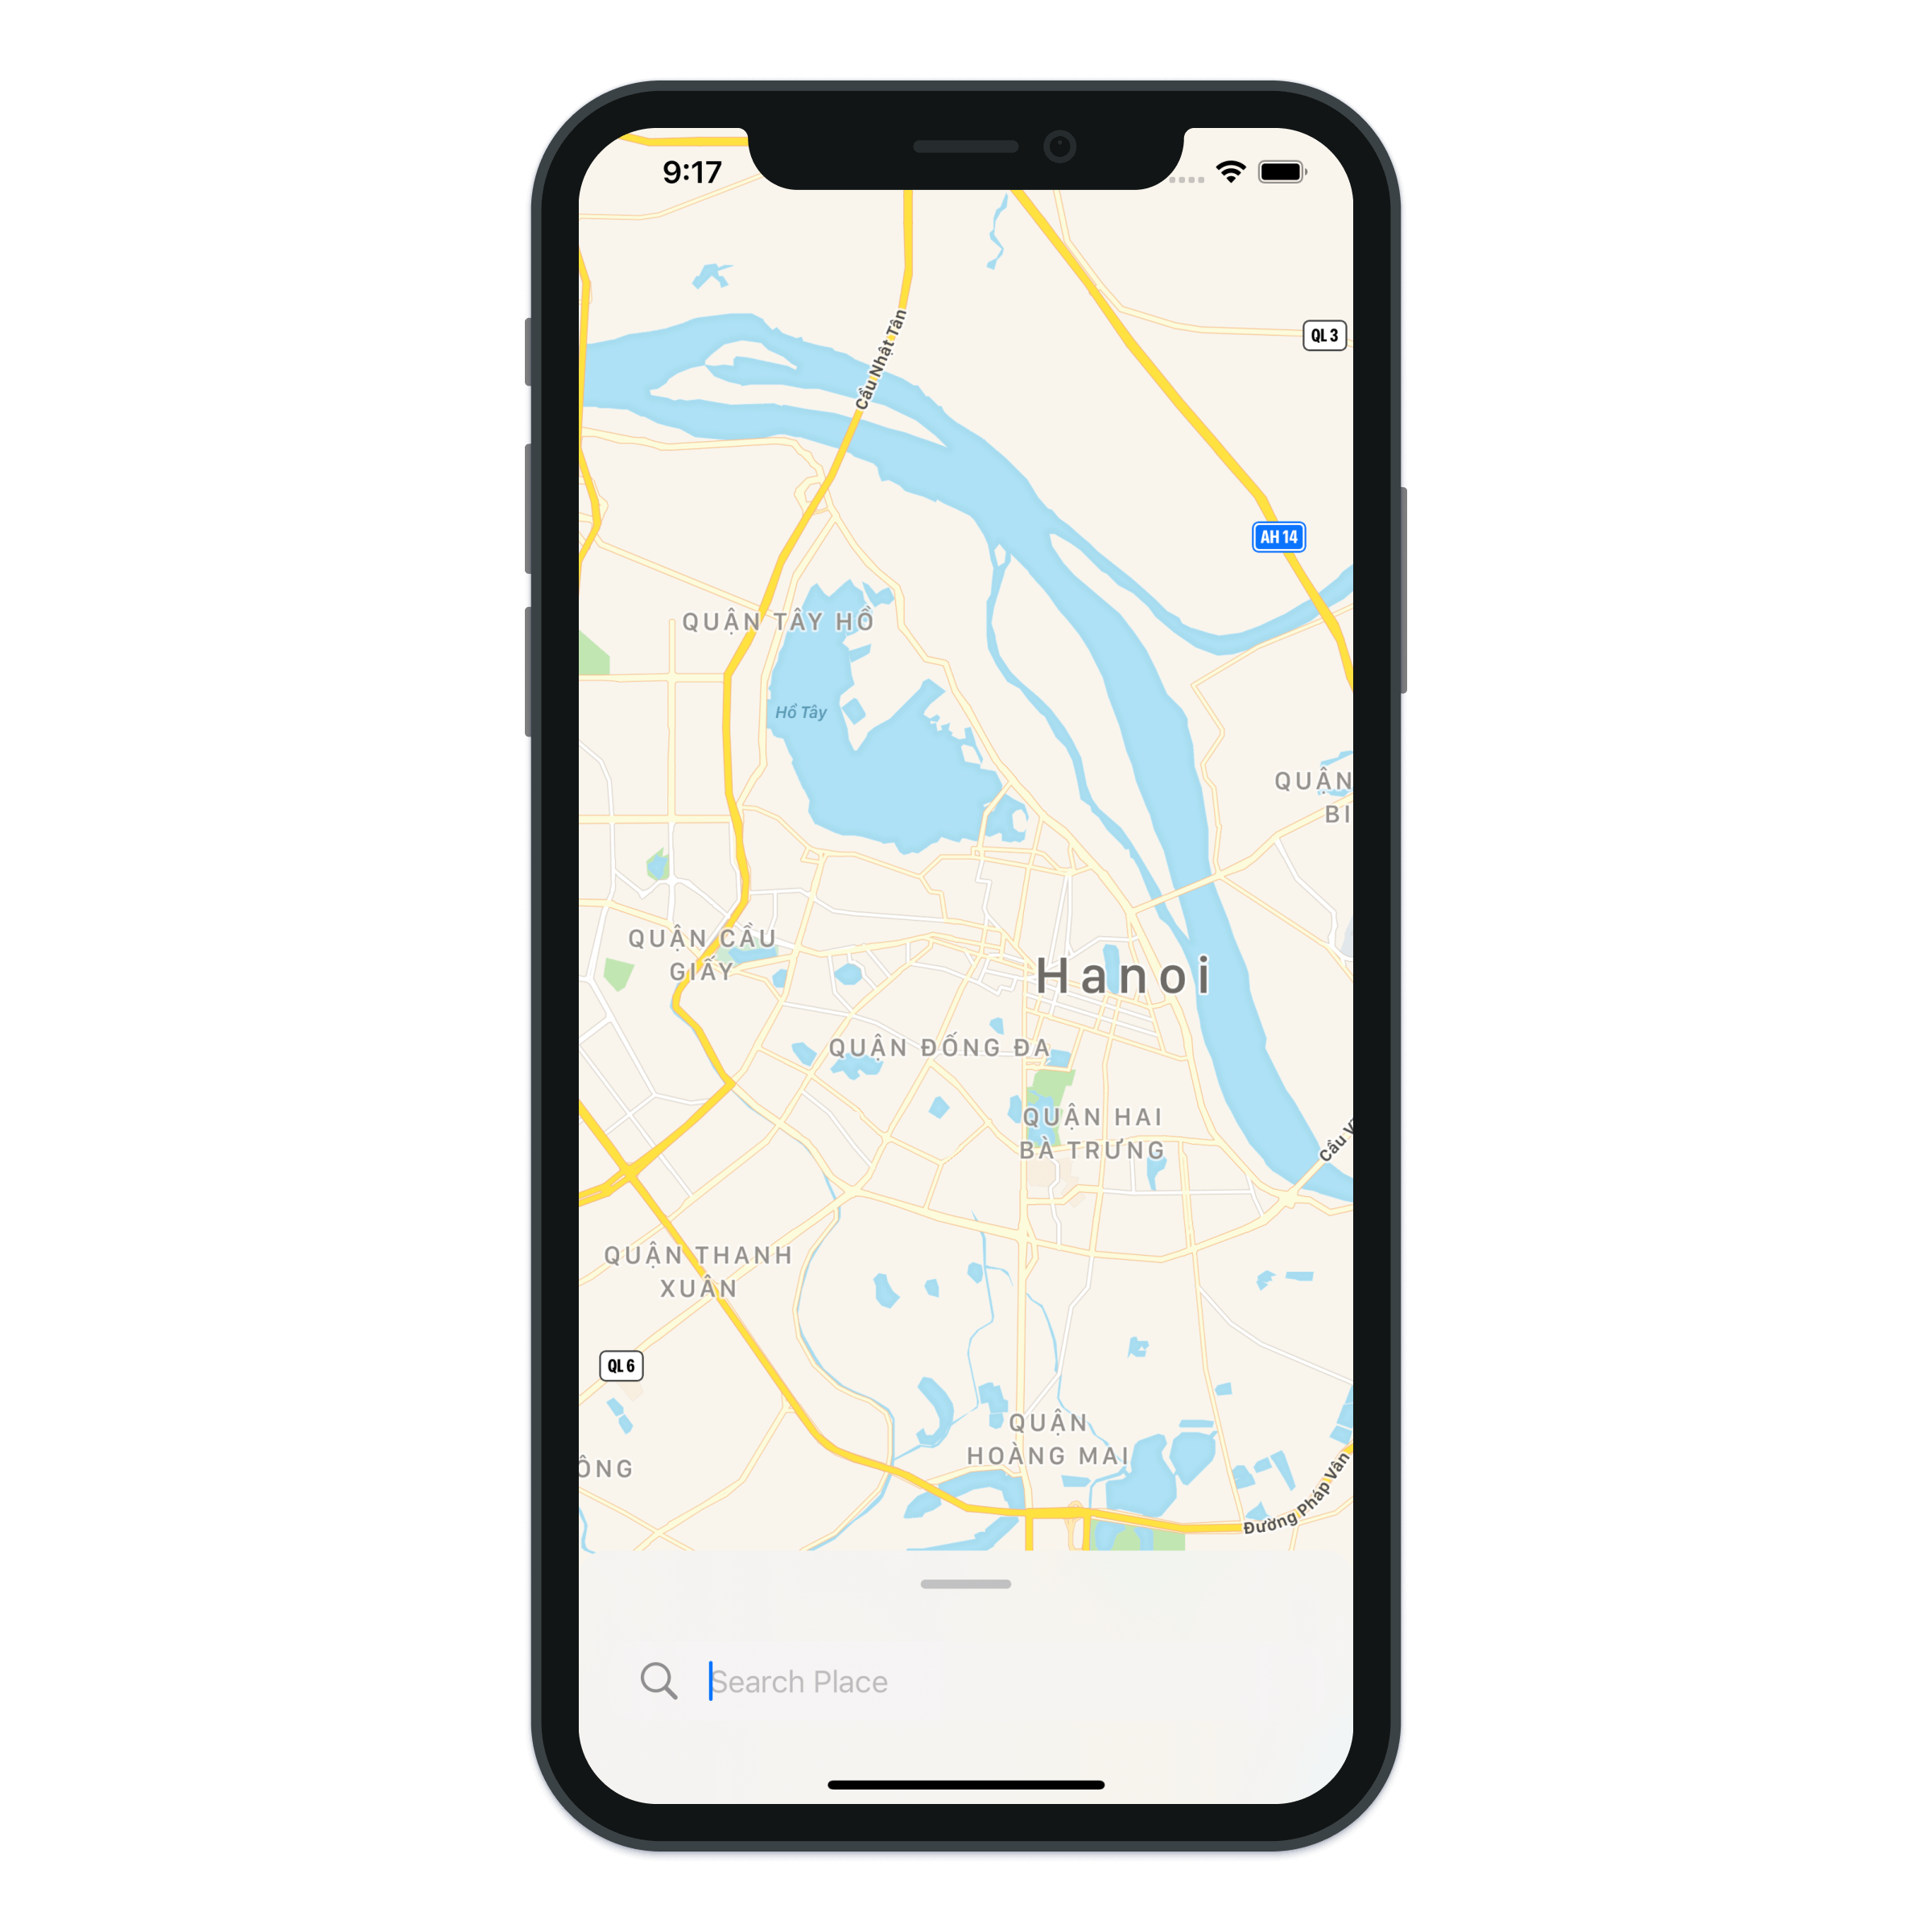 9:17
Cầu Nhật Tân
QL 3
AH 14
QUẬN TÂY HỒ
Hồ Tây
QUẬN
BI
QUẬN CẦU
GIẤY
Hanoi
QUẬN ĐỐNG ĐA
QUẬN HAI
BÀ TRƯNG
Cầu V
QUẬN THANH
XUÂN
QL 6
QUẬN
HOÀNG MAI
ÔNG
Đường Pháp Vân
Search Place